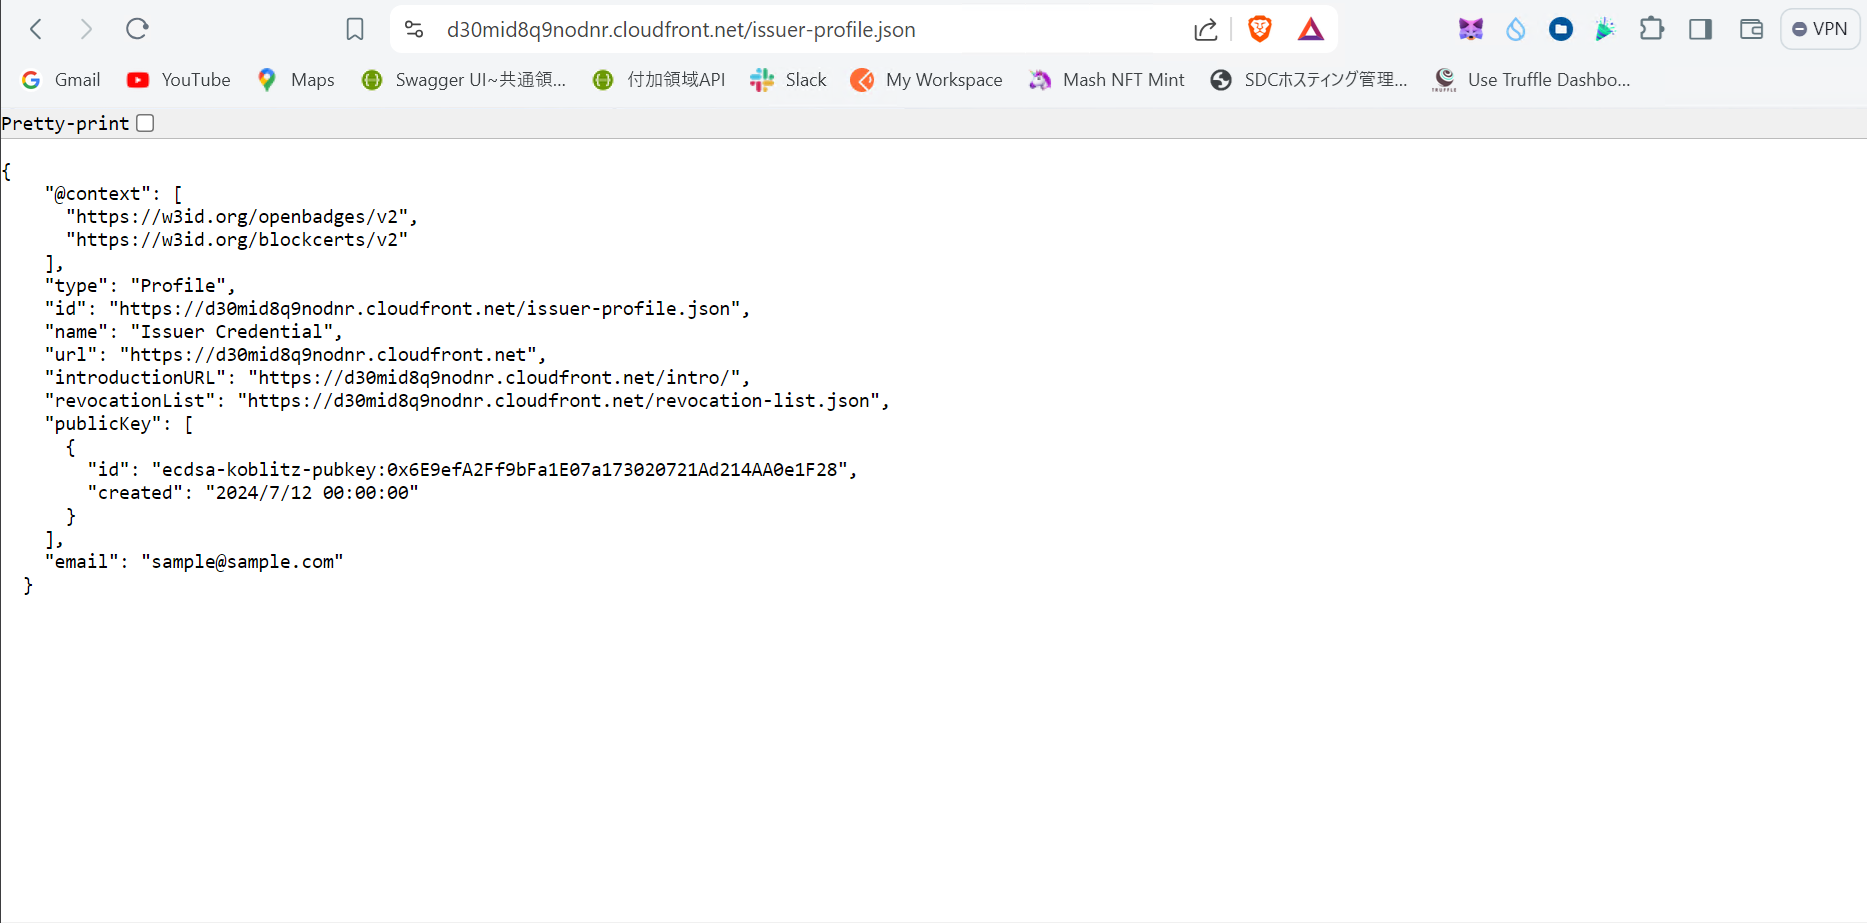 d30mid8q9nodnr.cloudfront.net/issuer-profile.json
VPN
Gmail YouTube Maps Swagger UI~共通領... 付加領域API Slack My Workspace Mash NFT Mint SDCホスティング管理... TRUFFLE Use Truffle Dashbo...
Pretty-print
{
    "@context": [
      "https://w3id.org/openbadges/v2",
      "https://w3id.org/blockcerts/v2"
    ],
    "type": "Profile",
    "id": "https://d30mid8q9nodnr.cloudfront.net/issuer-profile.json",
    "name": "Issuer Credential",
    "url": "https://d30mid8q9nodnr.cloudfront.net",
    "introductionURL": "https://d30mid8q9nodnr.cloudfront.net/intro/",
    "revocationList": "https://d30mid8q9nodnr.cloudfront.net/revocation-list.json",
    "publicKey": [
      {
        "id": "ecdsa-koblitz-pubkey:0x6E9efA2Ff9bFa1E07a173020721Ad214AA0e1F28",
        "created": "2024/7/12 00:00:00"
      }
    ],
    "email": "sample@sample.com"
  }